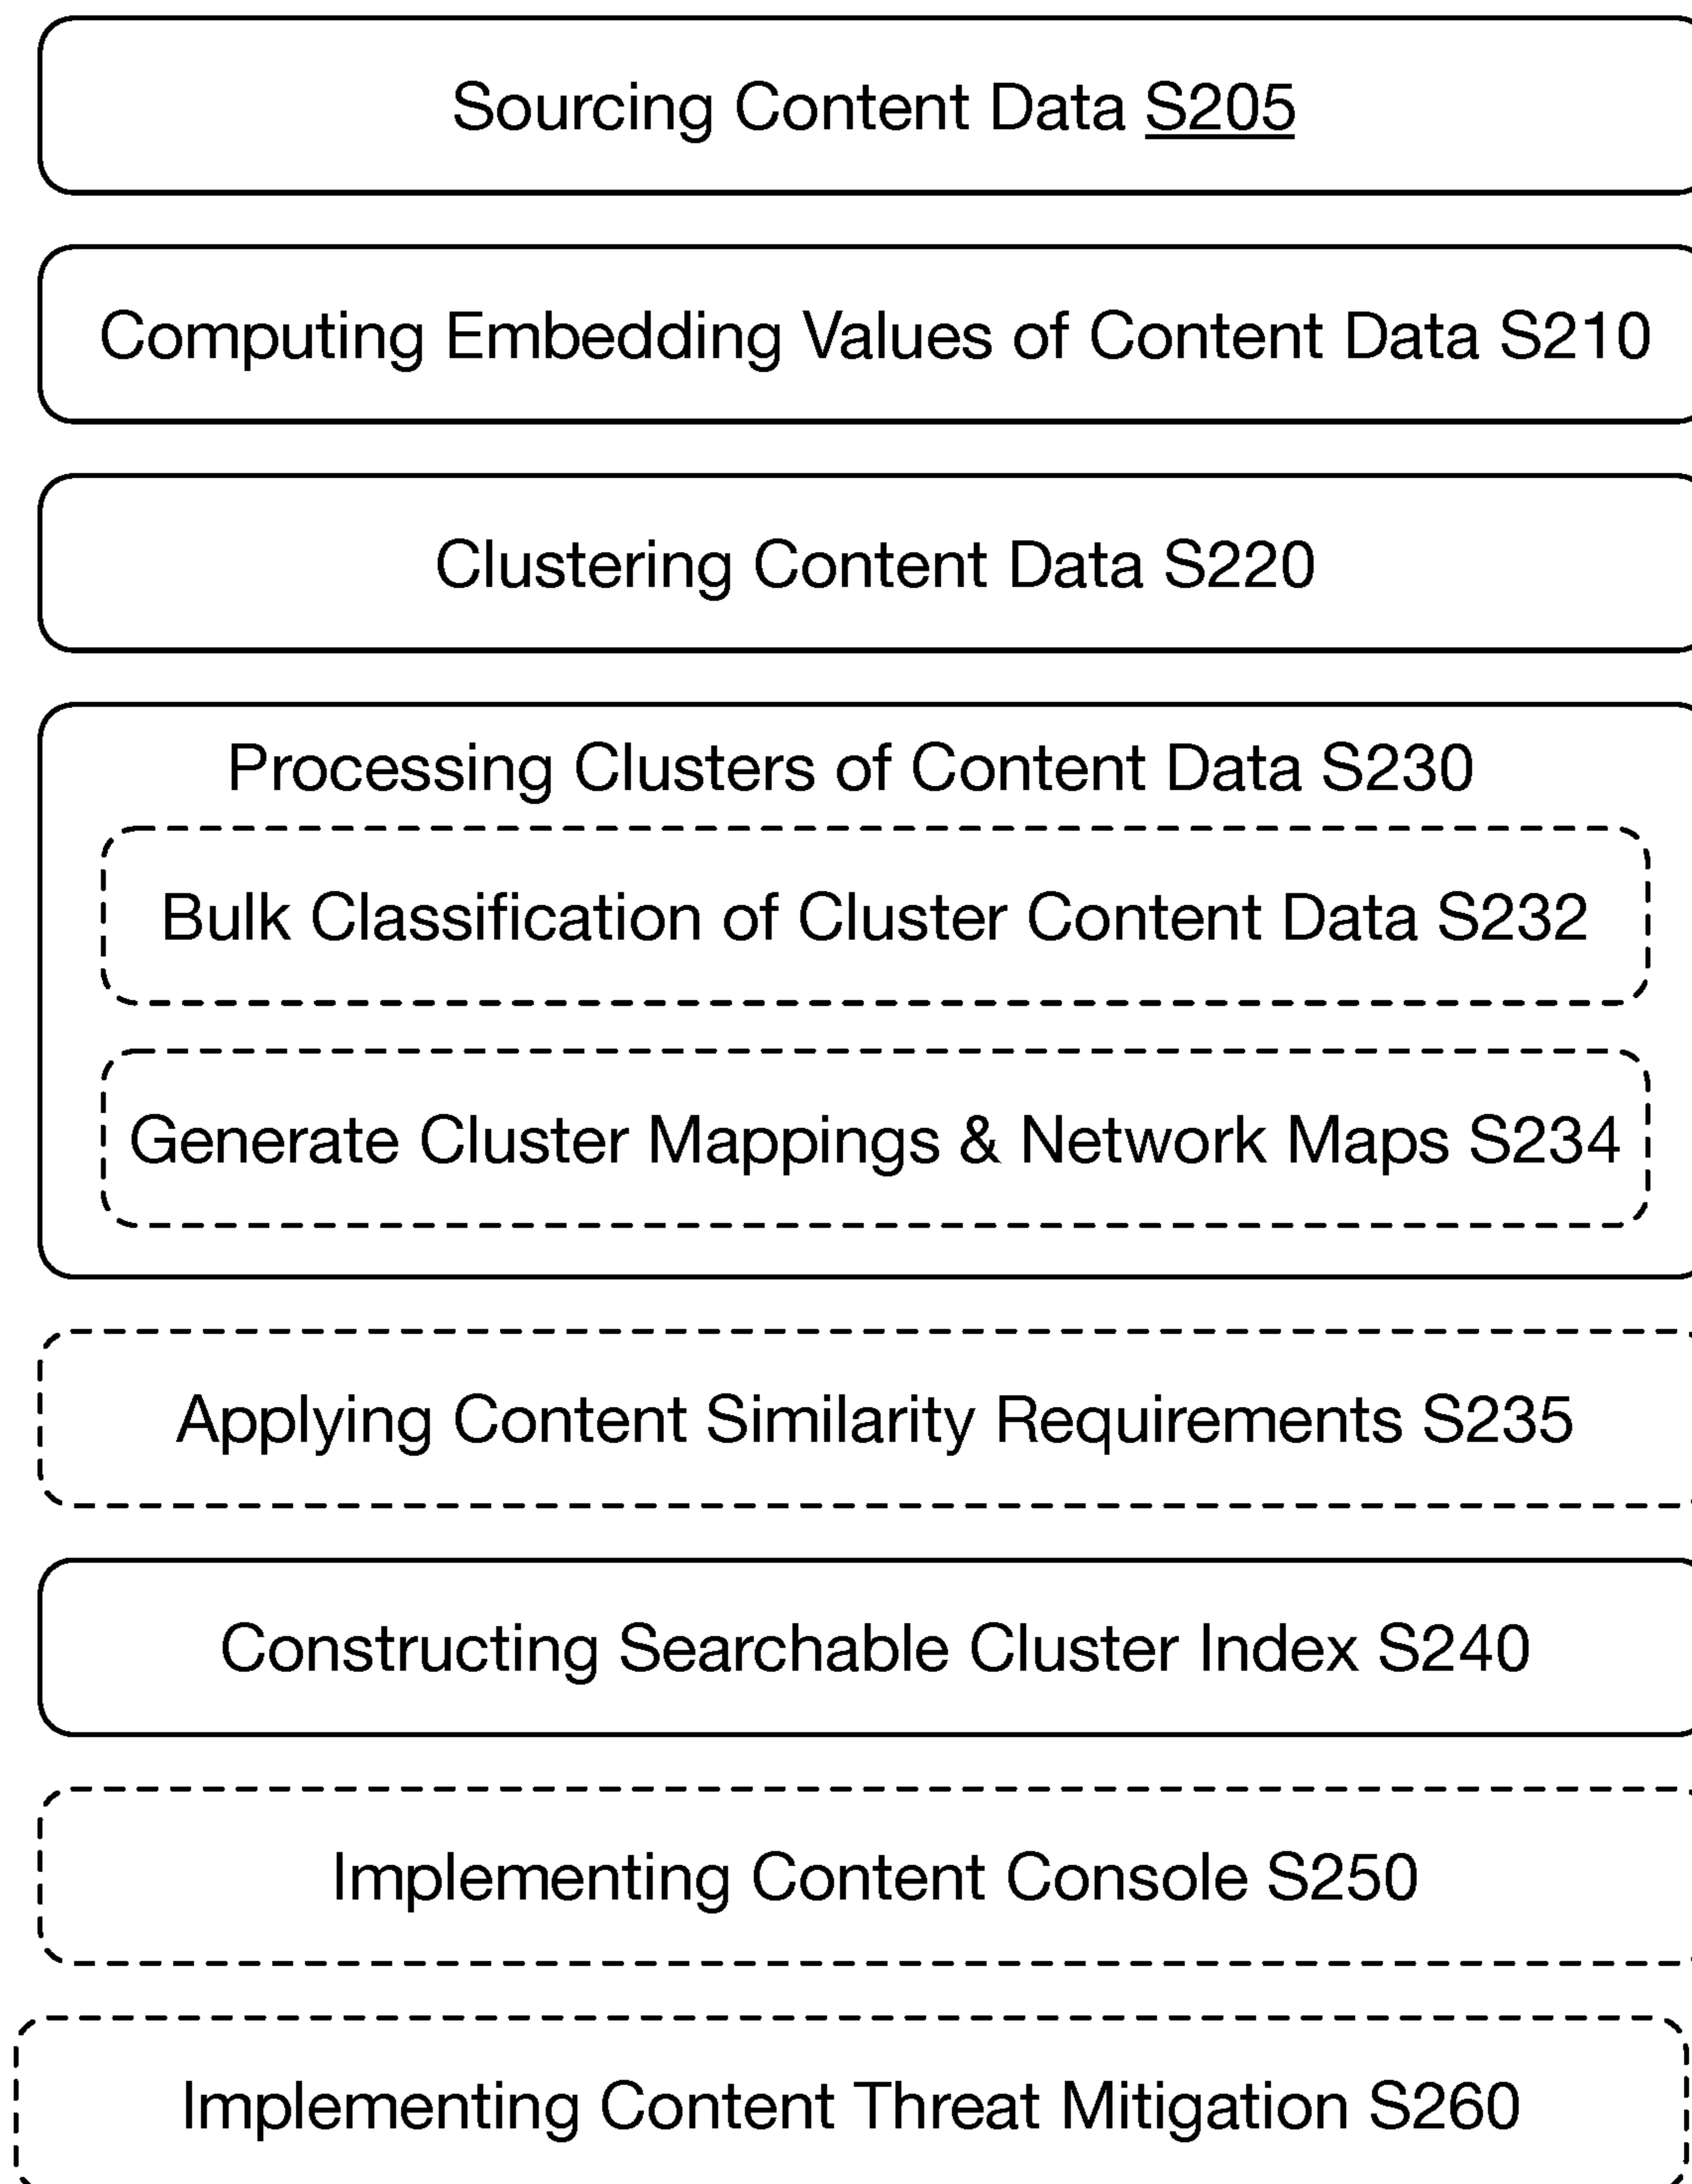 Sourcing Content Data S205
Computing Embedding Values of Content Data S210
Clustering Content Data S220
Processing Clusters of Content Data S230
Bulk Classification of Cluster Content Data S232
Generate Cluster Mappings & Network Maps S234
Applying Content Similarity Requirements S235
Constructing Searchable Cluster Index S240
Implementing Content Console S250
Implementing Content Threat Mitigation S260